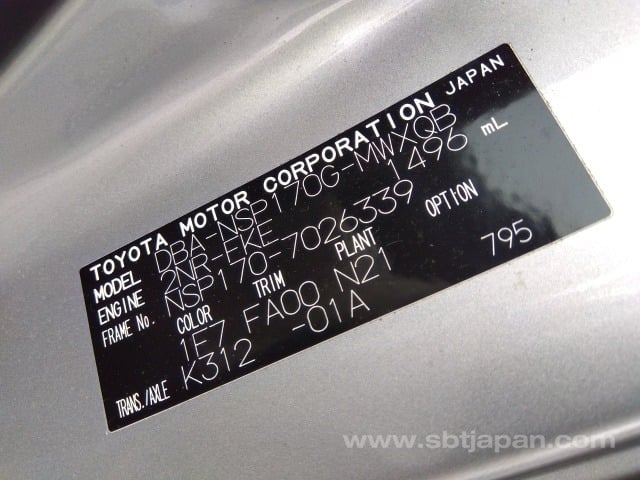 TOYOTA MOTOR CORPORATION JAPAN
MODEL DBA-NSP170G-MWXQB
ENGINE 2NR-FKE 1496 mL
FRAME No. NSP170-7026339
COLOR TRIM PLANT OPTION
1F7 FA00 N21 795
TRANS./AXLE K312 -01A
www.sbtjapan.com